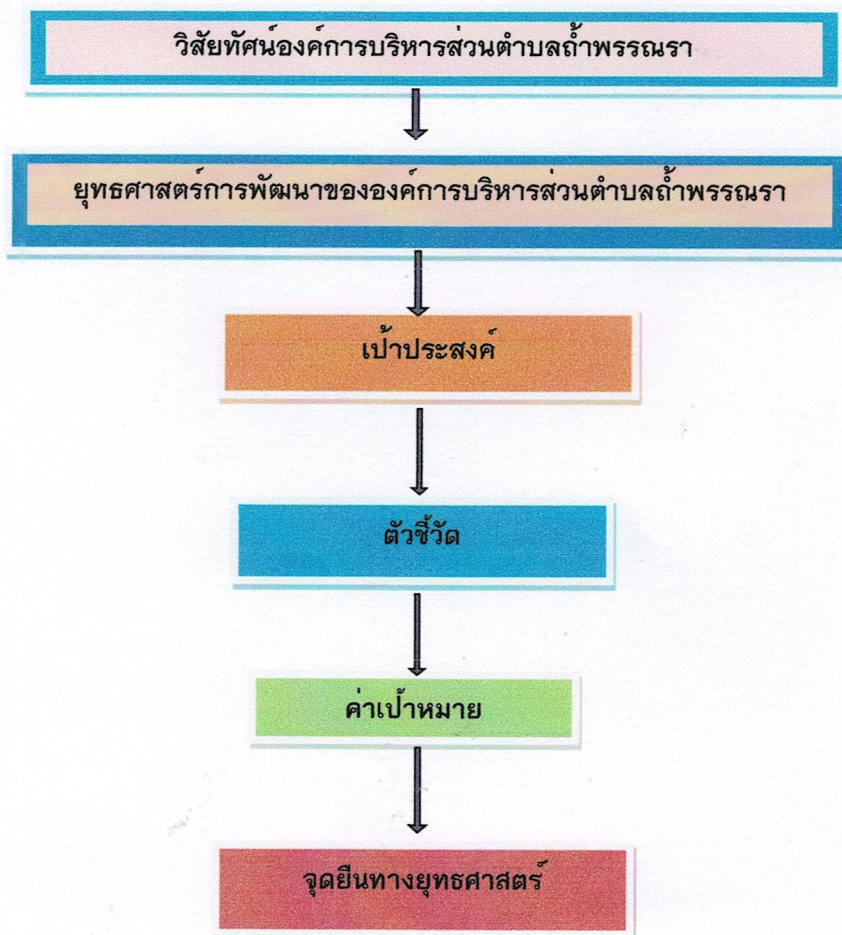 วิสัยทัศน์องค์การบริหารส่วนตำบลถ้ำพรรณรา
ยุทธศาสตร์การพัฒนาขององค์การบริหารส่วนตำบลถ้ำพรรณรา
เป้าประสงค์
ตัวชี้วัด
ค่าเป้าหมาย
จุดยืนทางยุทธศาสตร์